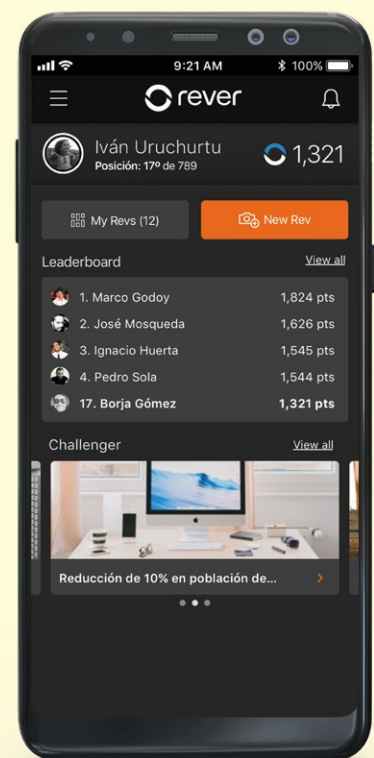 9:21 AM
100%
rever
Iván Uruchurtu
Posición: 17º de 789
1,321
My Revs (12)
New Rev
Leaderboard
View all
1. Marco Godoy
1,824 pts
2. José Mosqueda
1,626 pts
3. Ignacio Huerta
1,545 pts
4. Pedro Sola
1,544 pts
17. Borja Gómez
1,321 pts
Challenger
View all
Reducción de 10% en población de...